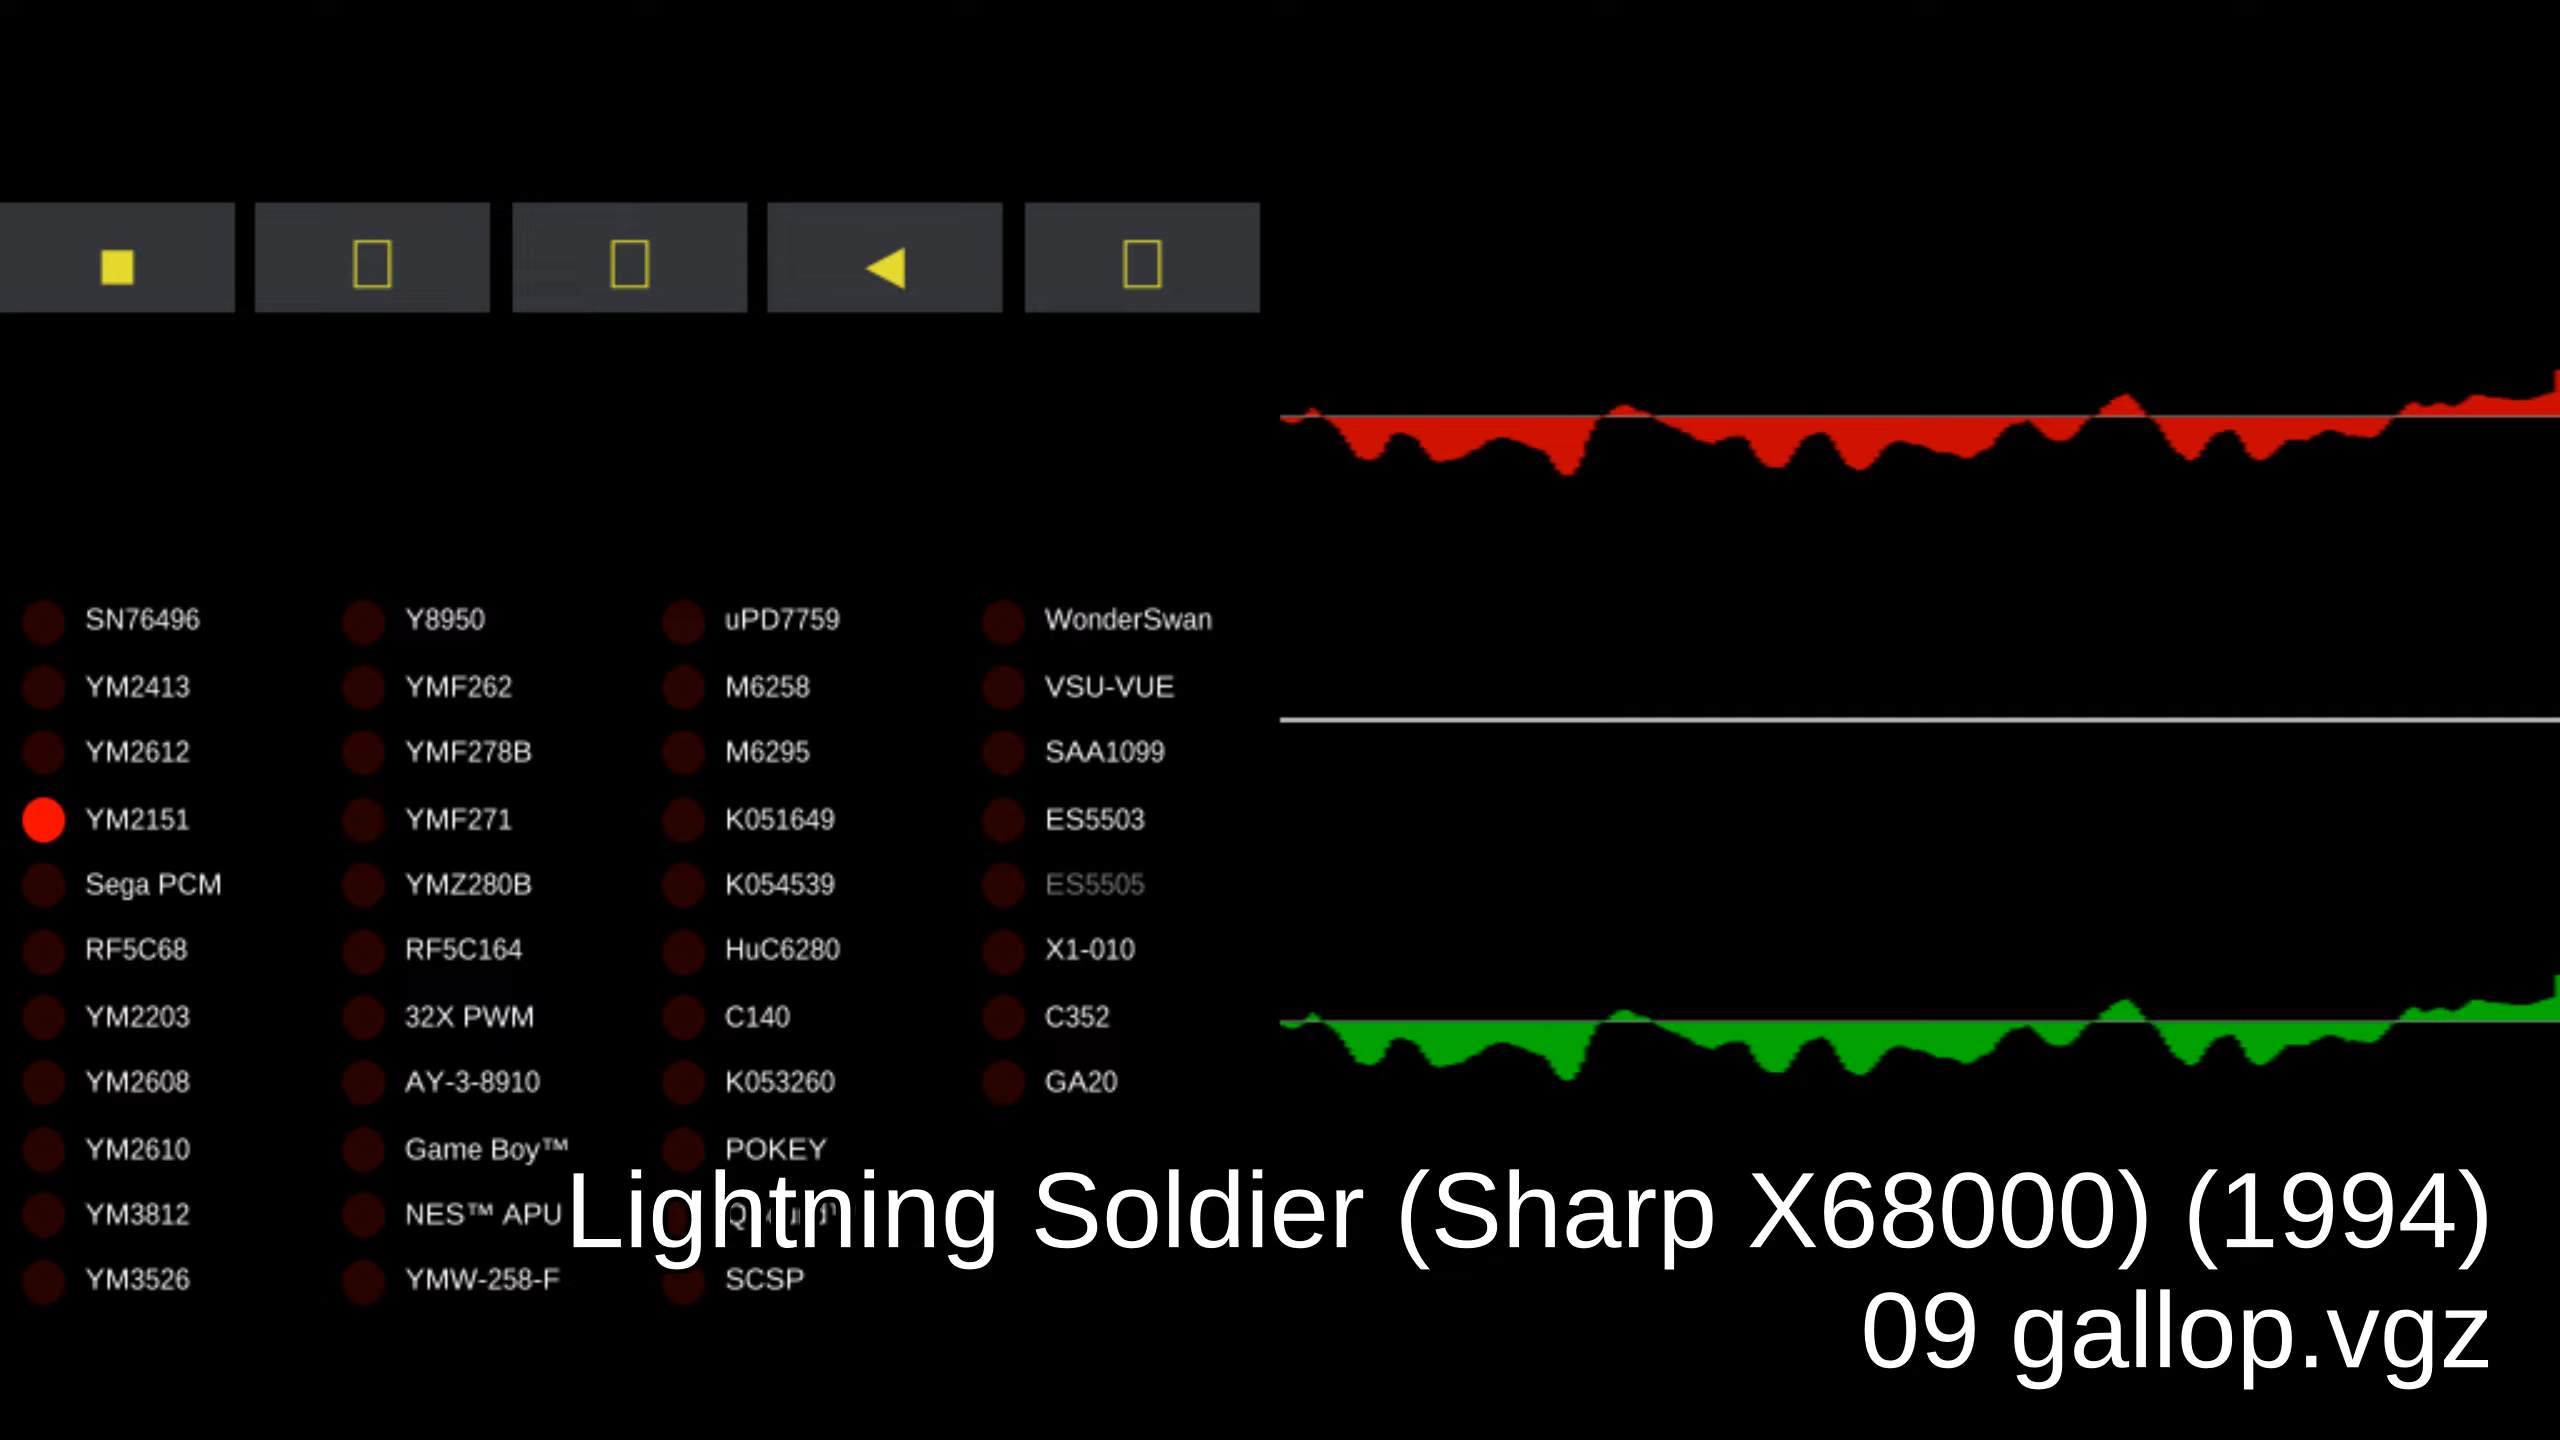 SN76496
YM2413
YM2612
YM2151
Sega PCM
RF5C68
YM2203
YM2608
YM2610
YM3812
YM3526
Y8950
YMF262
YMF278B
YMF271
YMZ280B
RF5C164
32X PWM
AY-3-8910
Game Boy™
NES™ APU
YMW-258-F
uPD7759
M6258
M6295
K051649
K054539
HuC6280
C140
K053260
POKEY
SCSP
WonderSwan
VSU-VUE
SAA1099
ES5503
ES5505
X1-010
C352
GA20
Lightning Soldier (Sharp X68000) (1994)
09 gallop.vgz